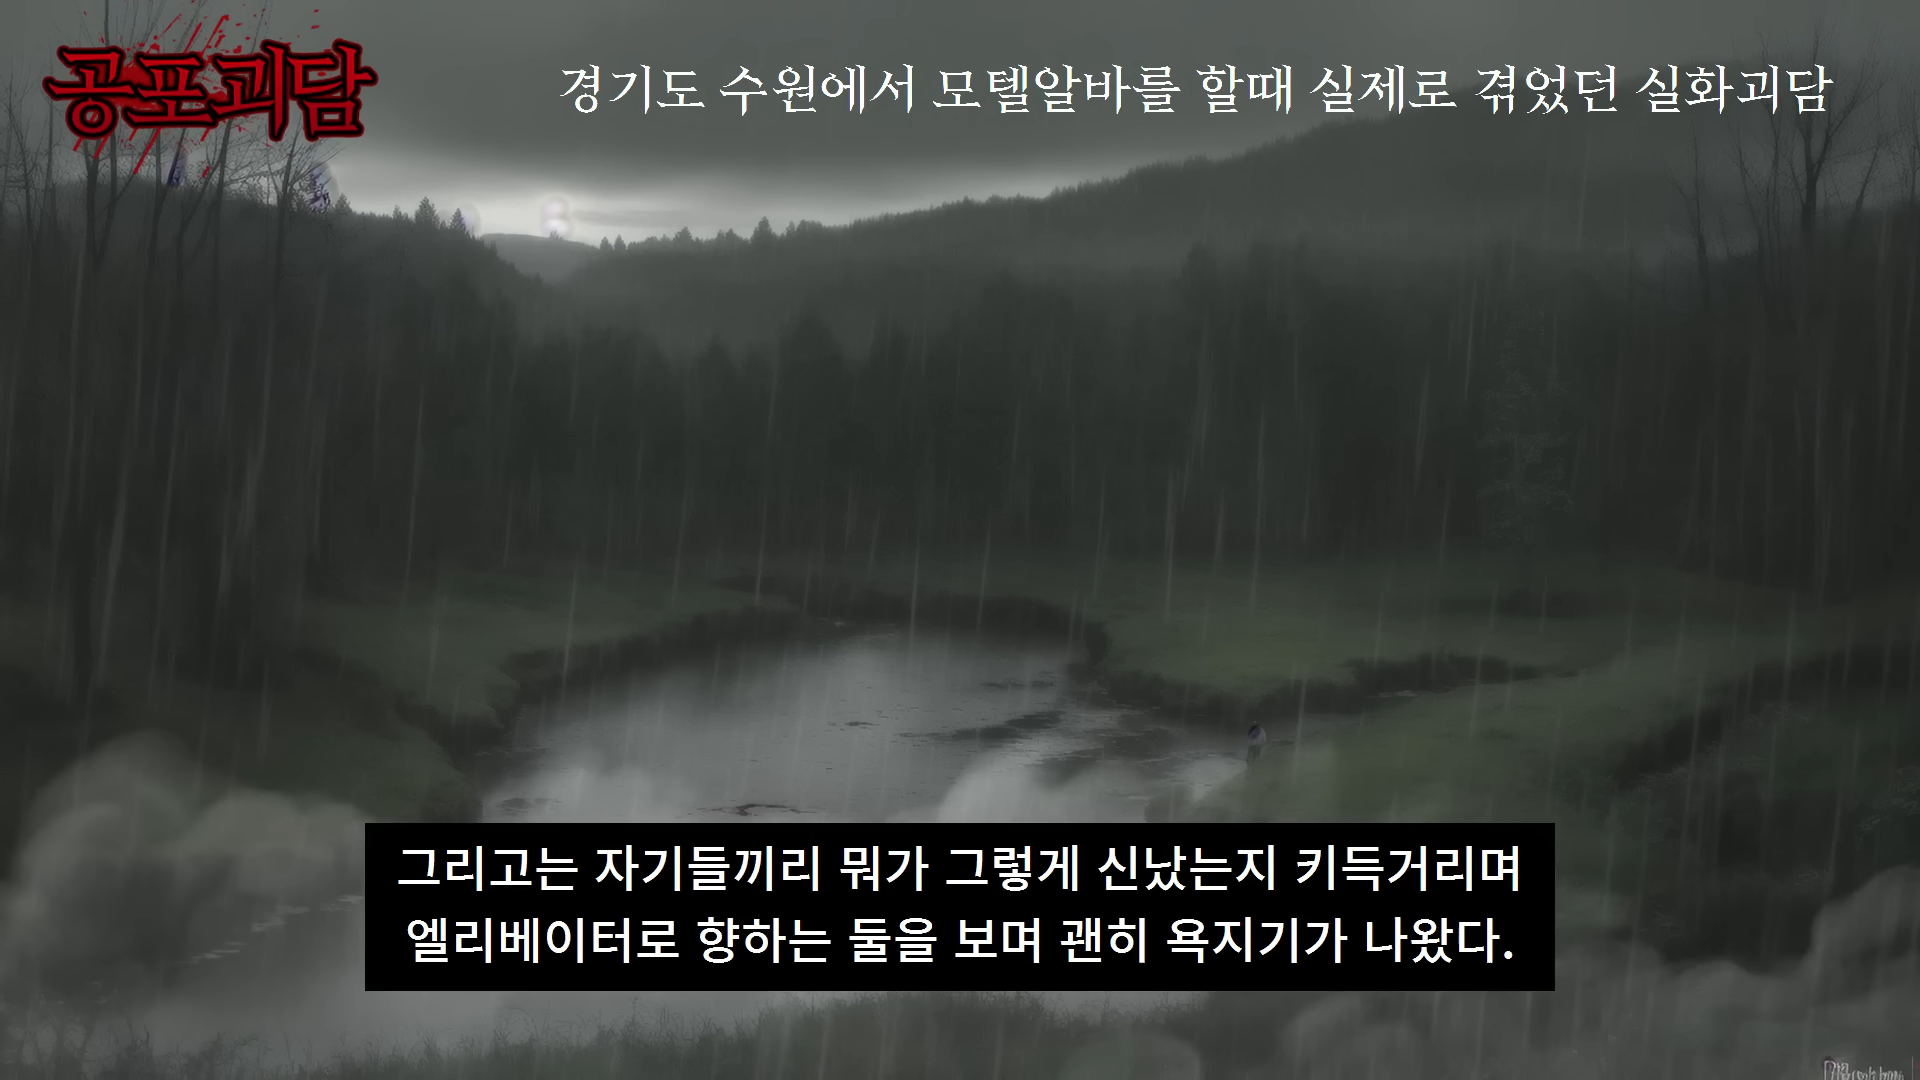 공포괴담
경기도 수원에서 모텔알바를 할때 실제로 겪었던 실화괴담
그리고는 자기들끼리 뭐가 그렇게 신났는지 키득거리며
엘리베이터로 향하는 둘을 보며 괜히 욕지기가 나왔다.